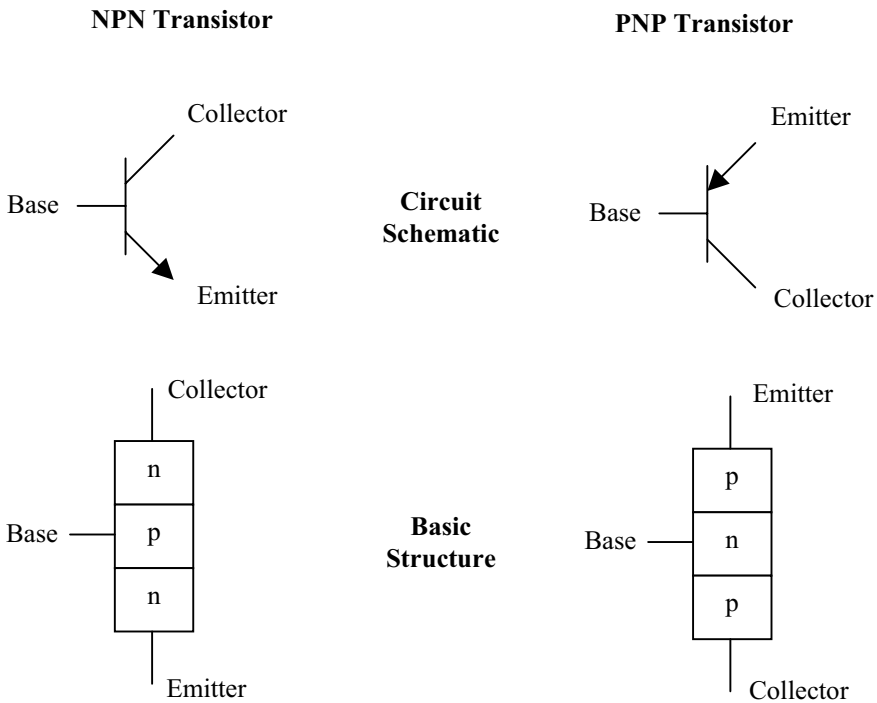 NPN Transistor
PNP Transistor
Collector
Base
Emitter
Circuit
Schematic
Emitter
Base
Collector
Collector
n
Base
p
n
Emitter
Basic
Structure
Emitter
p
Base
n
p
Collector